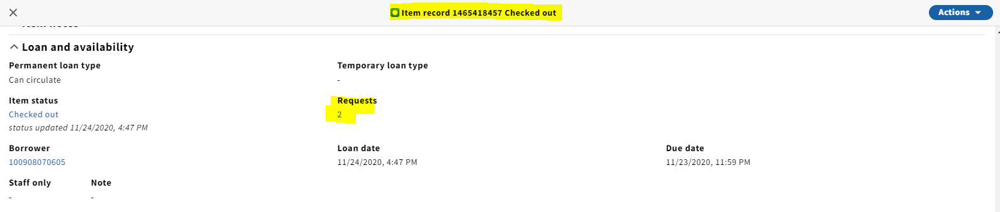 Item record 1465418457 Checked out
Actions
Item notes
Loan and availability
Permanent loan type
Temporary loan type
Can circulate
-
Item status
Requests
Checked out
2
status updated 11/24/2020, 4:47 PM
Borrower
Loan date
Due date
100908070605
11/24/2020, 4:47 PM
11/23/2020, 11:59 PM
Staff only
Note
-
-